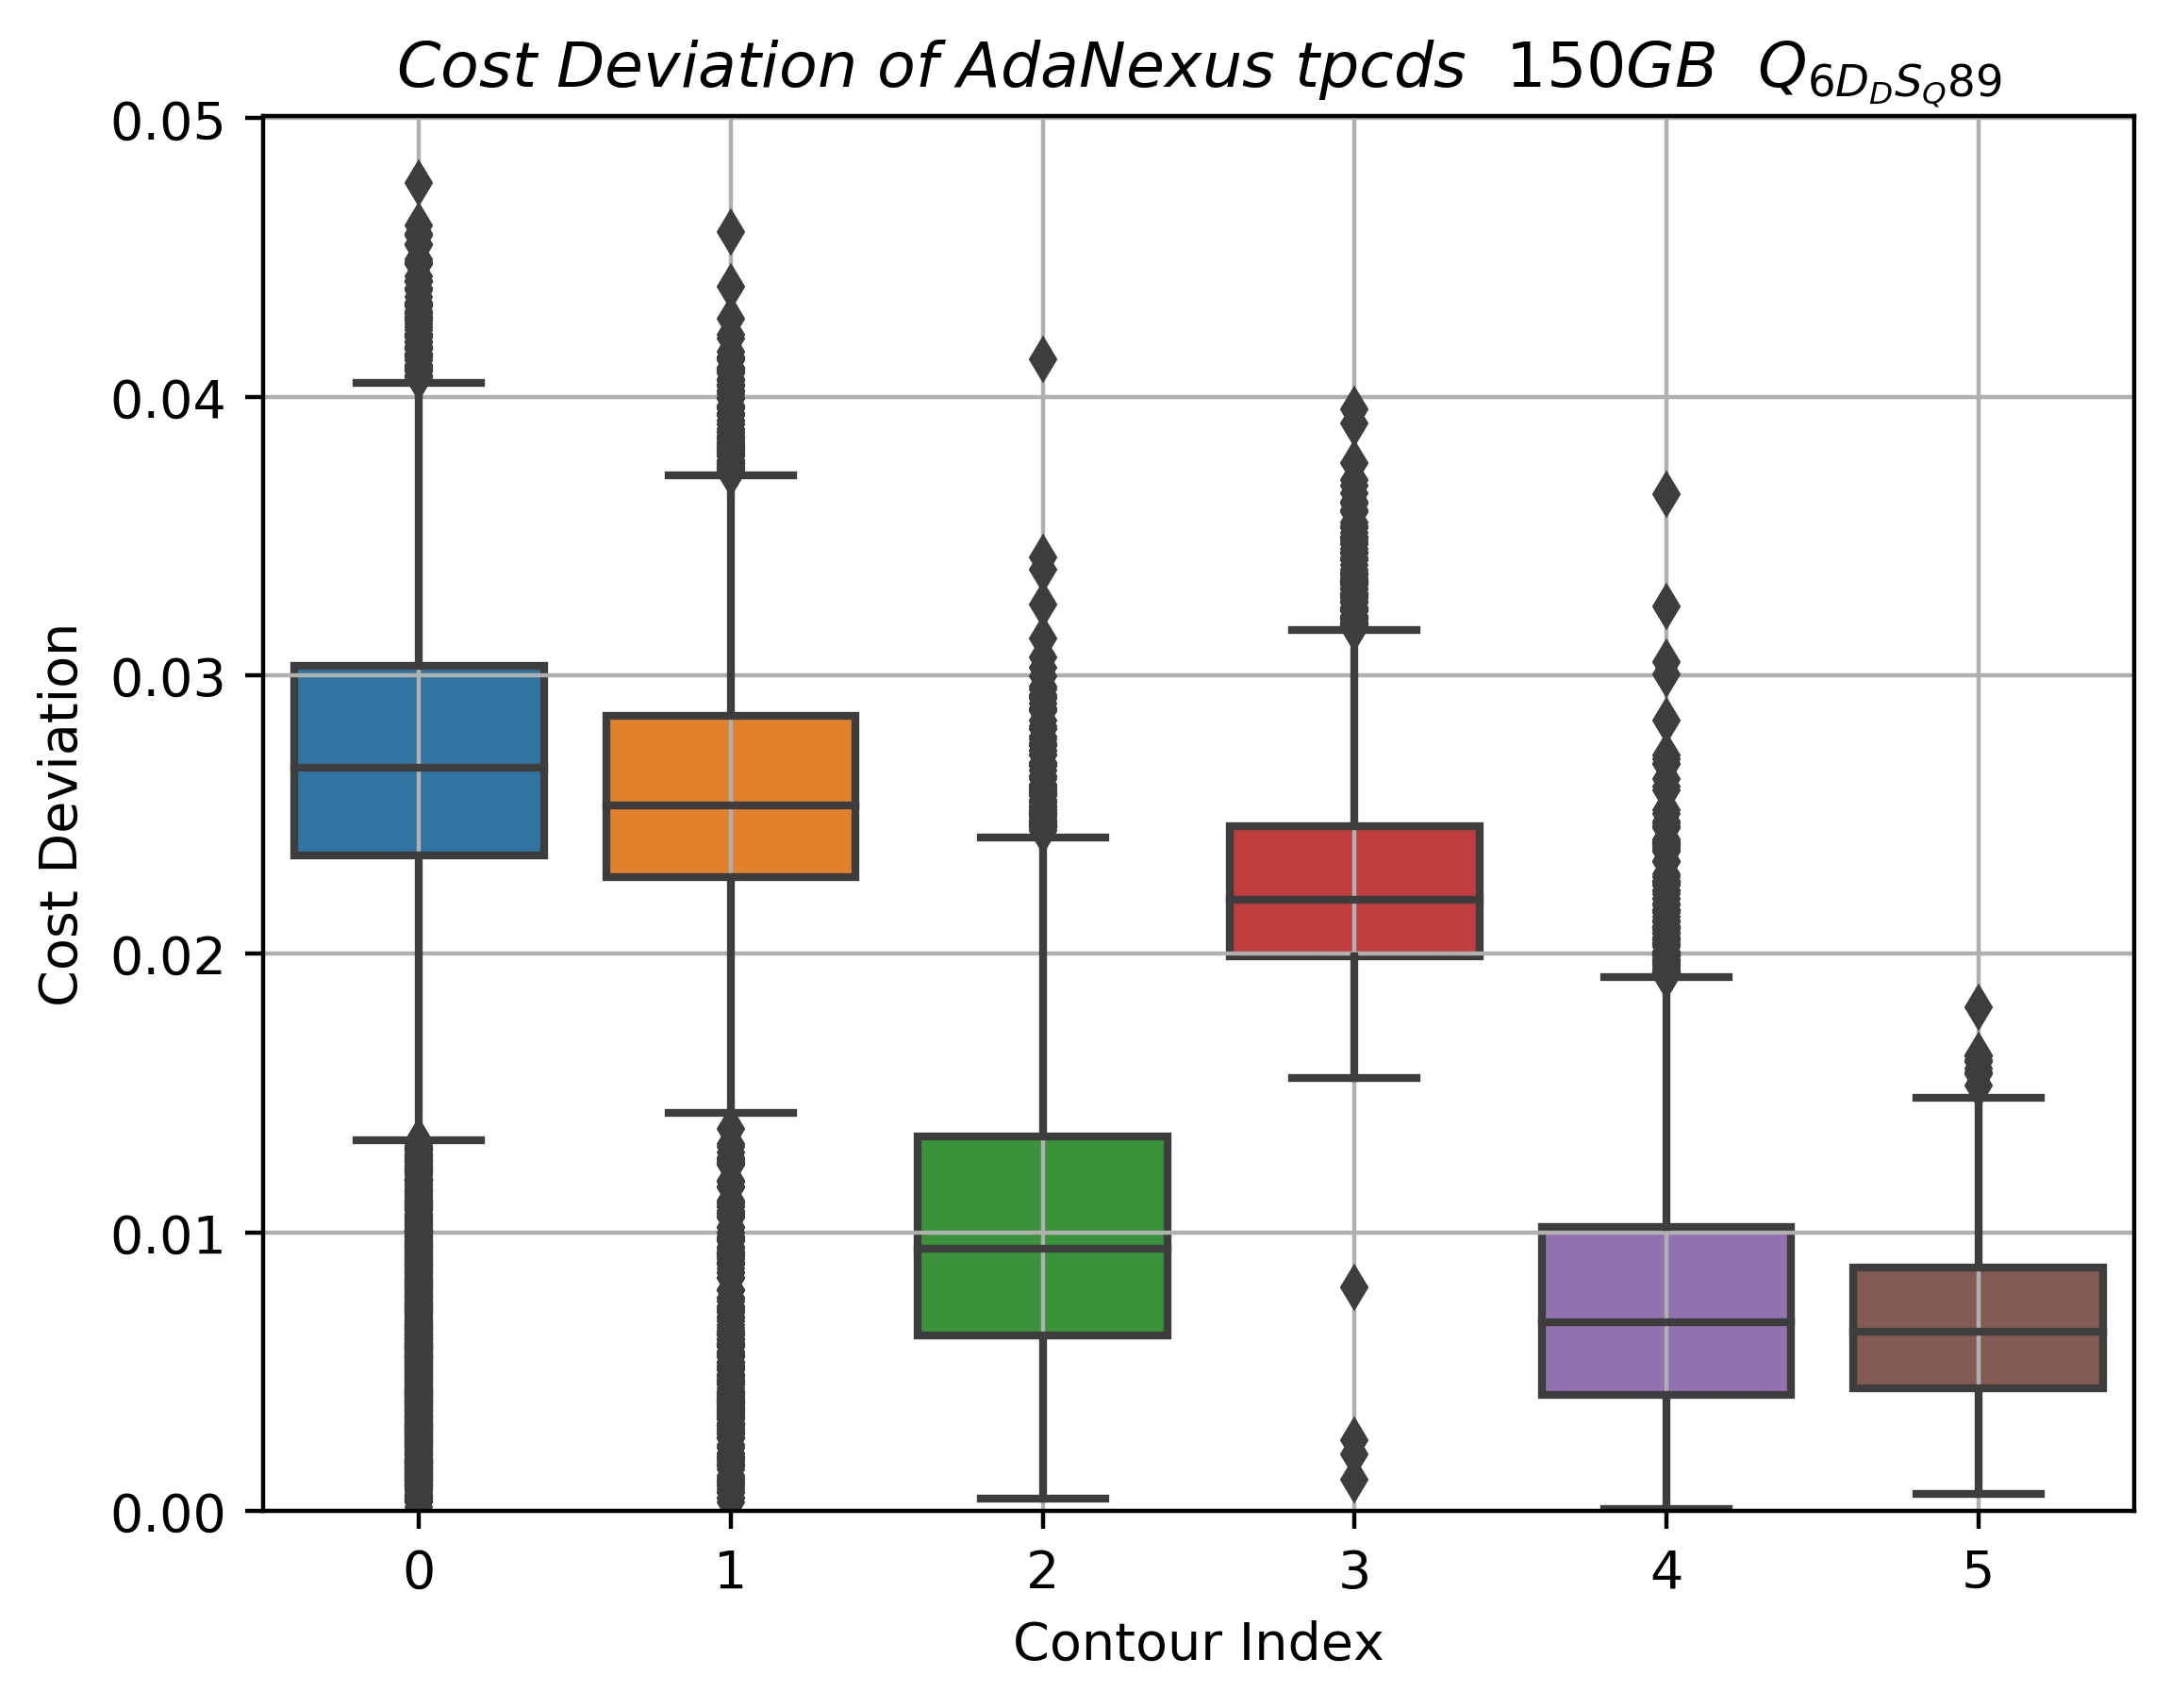 Cost Deviation of AdaNexus tpcds 150GB Q6DDSQ89
0.05
0.04
0.03
0.02
0.01
0.00
Cost Deviation
0 1 2 3 4 5
Contour Index